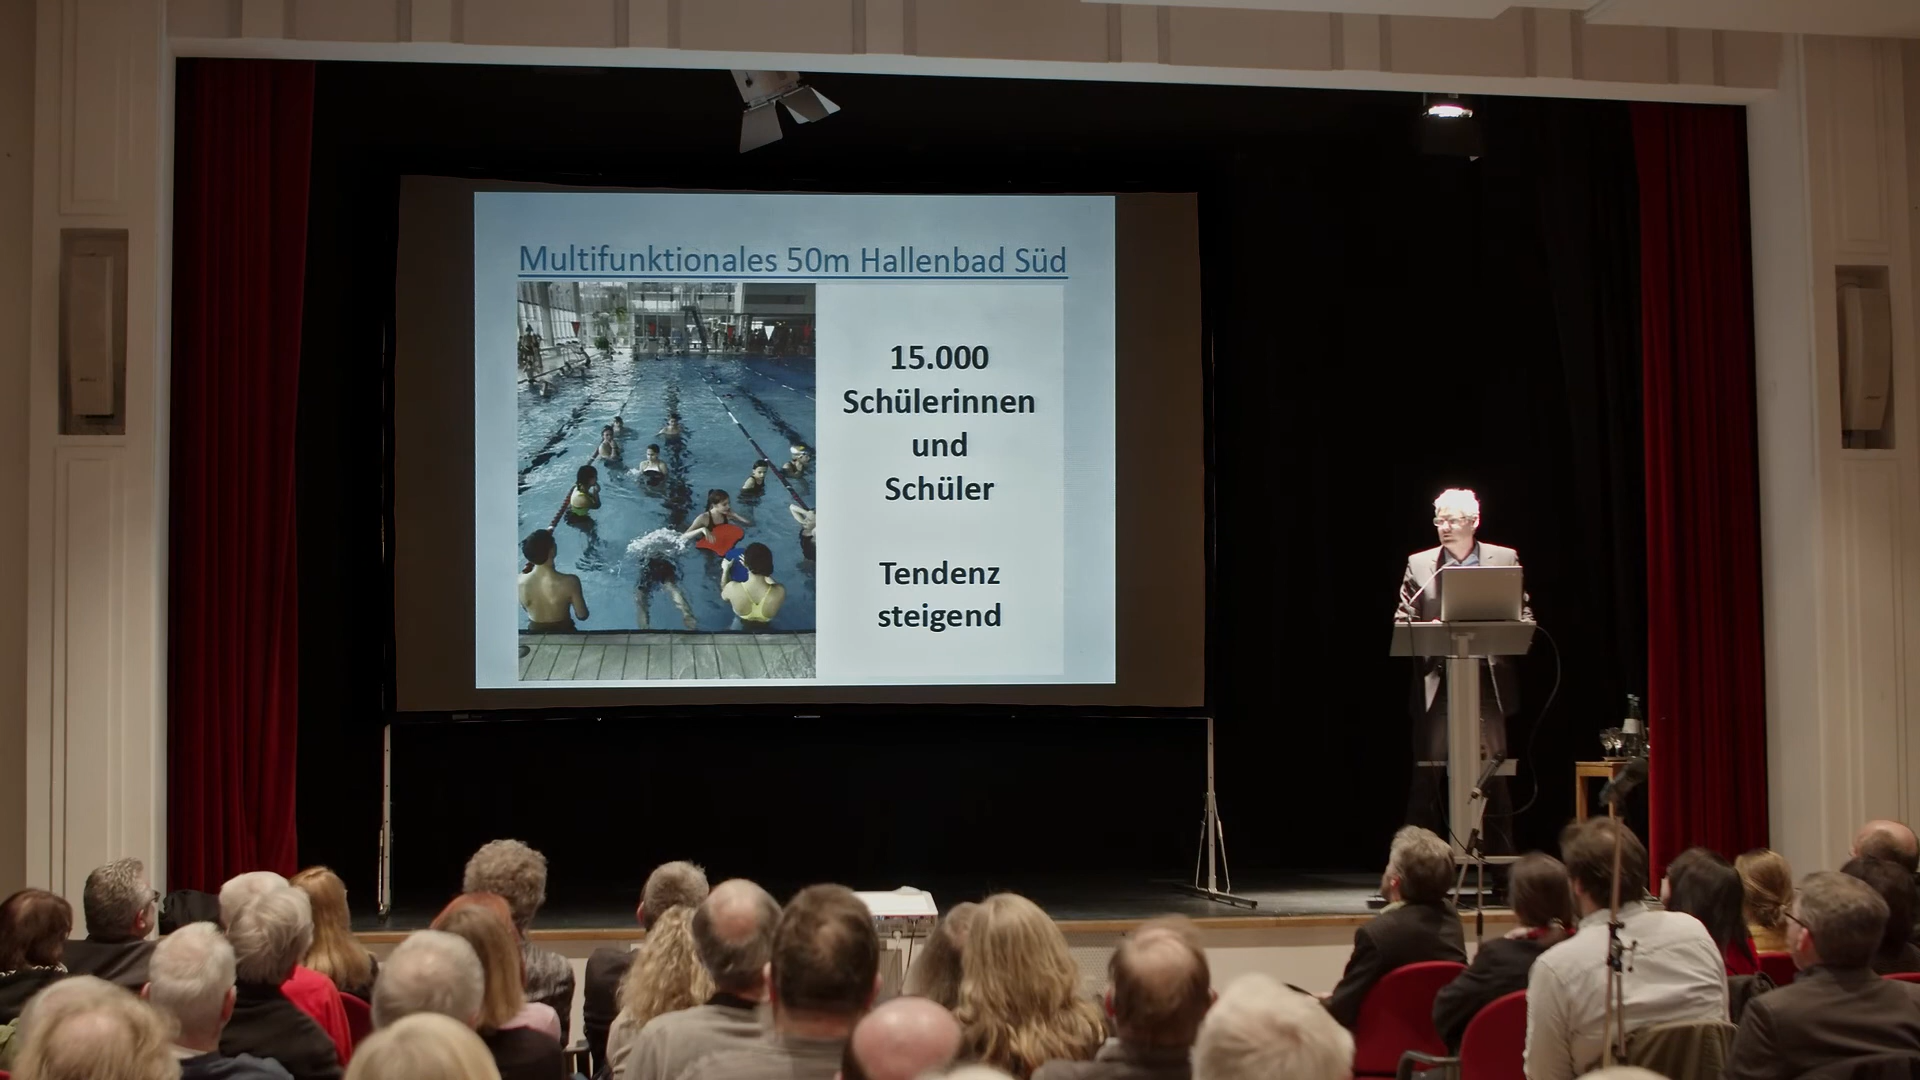 Multifunktionales 50m Hallenbad Süd
15.000
Schülerinnen
und
Schüler
Tendenz
steigend